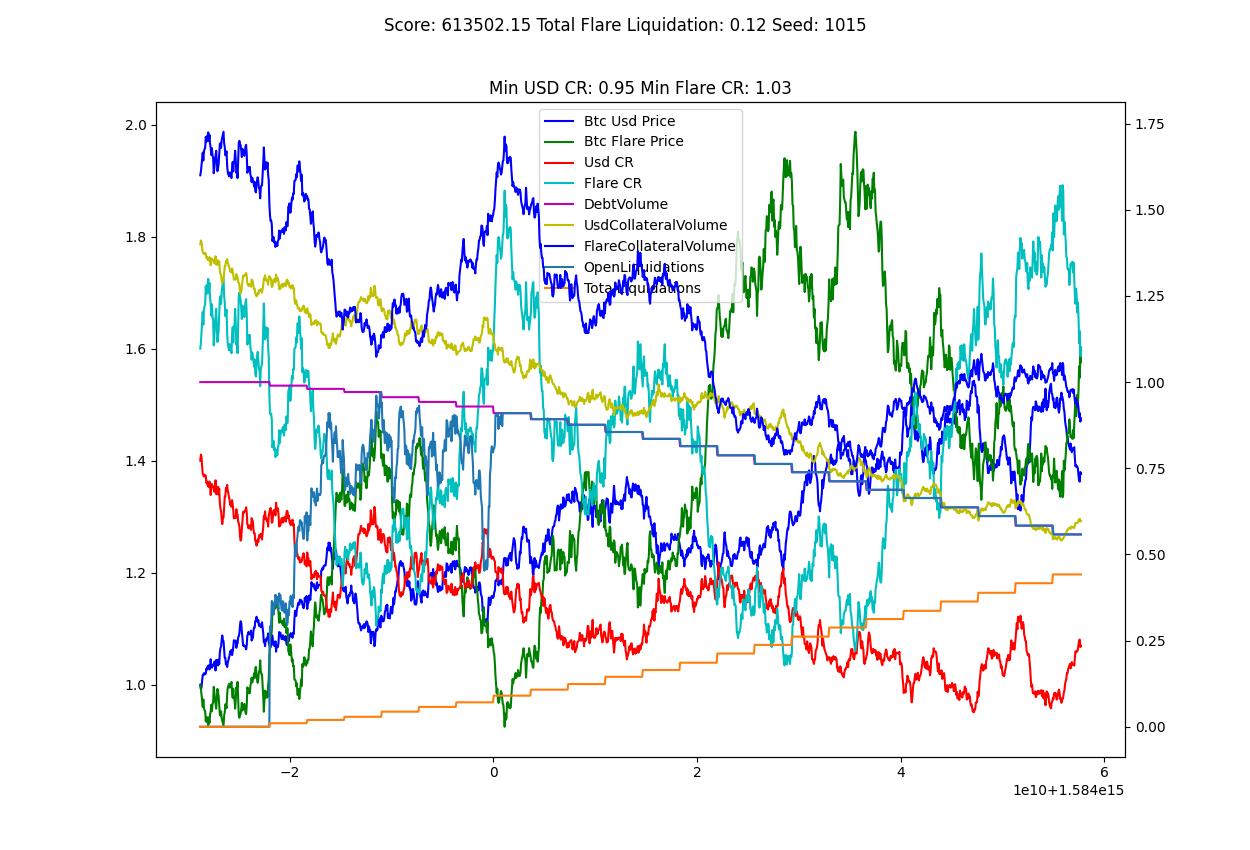 Score: 613502.15 Total Flare Liquidation: 0.12 Seed: 1015
Min USD CR: 0.95 Min Flare CR: 1.03
Btc Usd Price
Btc Flare Price
Usd CR
Flare CR
DebtVolume
UsdCollateralVolume
FlareCollateralVolume
OpenLiquidations
TotalLiquidations
2.0
1.8
1.6
1.4
1.2
1.0
1.75
1.50
1.25
1.00
0.75
0.50
0.25
0.00
−2
0
2
4
6
1e10+1.584e15